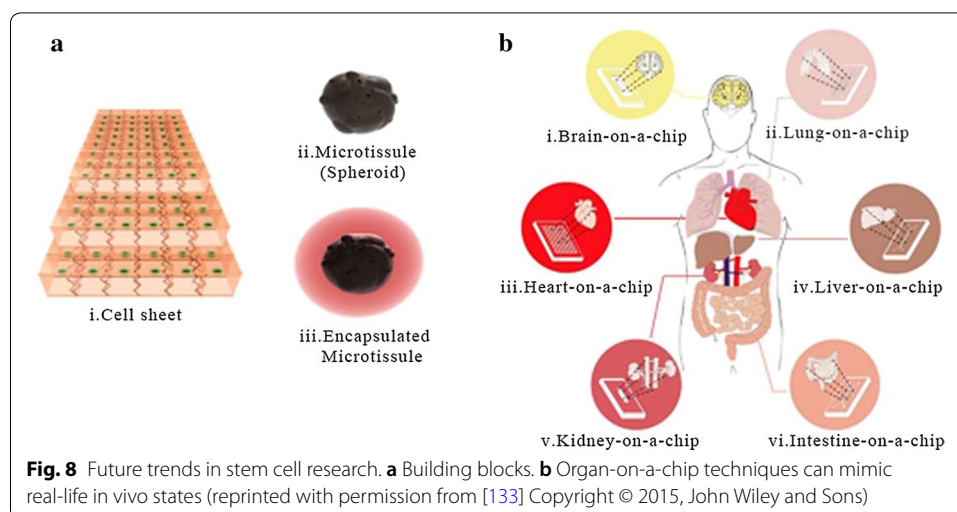 a
ii.Microtissule
(Spheroid)
i.Cell sheet
iii.Encapsulated
Microtissule
b
i.Brain-on-a-chip
ii.Lung-on-a-chip
iii.Heart-on-a-chip
iv.Liver-on-a-chip
v.Kidney-on-a-chip
vi.Intestine-on-a-chip
Fig. 8 Future trends in stem cell research. a Building blocks. b Organ-on-a-chip techniques can mimic
real-life in vivo states (reprinted with permission from [133] Copyright © 2015, John Wiley and Sons)